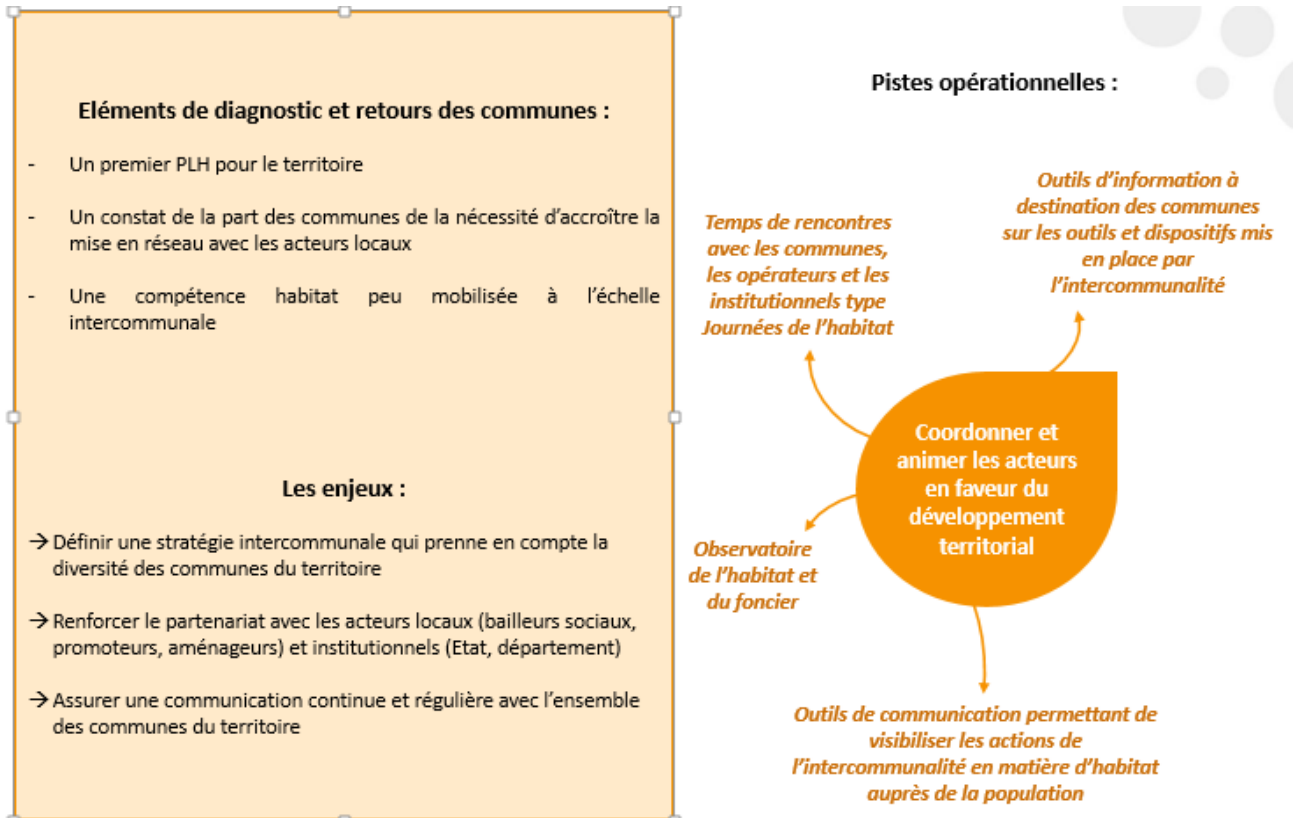 Eléments de diagnostic et retours des communes :
- Un premier PLH pour le territoire
- Un constat de la part des communes de la nécessité d’accroître la
mise en réseau avec les acteurs locaux
- Une compétence habitat peu mobilisée à l’échelle
intercommunale
Les enjeux :
→ Définir une stratégie intercommunale qui prenne en compte la
diversité des communes du territoire
→ Renforcer le partenariat avec les acteurs locaux (bailleurs sociaux,
promoteurs, aménageurs) et institutionnels (Etat, département)
→ Assurer une communication continue et régulière avec l’ensemble
des communes du territoire
Pistes opérationnelles :
Temps de rencontres
avec les communes,
les opérateurs et les
institutionnels type
Journées de l’habitat
Outils d’information à
destination des communes
sur les outils et dispositifs mis
en place par
l’intercommunalité
Coordonner et
animer les acteurs
en faveur du
développement
territorial
Observatoire
de l’habitat et
du foncier
Outils de communication permettant de
visibiliser les actions de
l’intercommunalité en matière d’habitat
auprès de la population